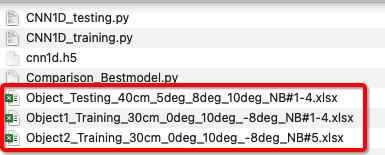 CNN1D_testing.py
CNN1D_training.py
cnn1d.h5
Comparison_Bestmodel.py
Object_Testing_40cm_5deg_8deg_10deg_NB#1-4.xlsx
Object1_Training_30cm_0deg_10deg_-8deg_NB#1-4.xlsx
Object2_Training_30cm_0deg_10deg_-8deg_NB#5.xlsx